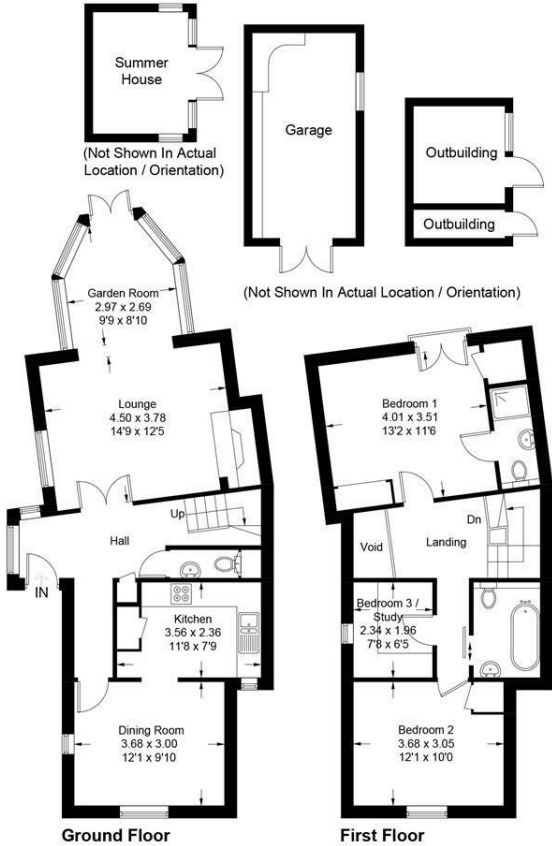 Summer
House
(Not Shown In Actual
Location / Orientation)
Garage
Outbuilding
Outbuilding
(Not Shown In Actual Location / Orientation)
Garden Room
2.97 x 2.69
9'9 x 8'10
Lounge
4.50 x 3.78
14'9 x 12'5
Up
Hall
IN
Kitchen
3.56 x 2.36
11'8 x 7'9
Dining Room
3.68 x 3.00
12'1 x 9'10
Ground Floor
Bedroom 1
4.01 x 3.51
13'2 x 11'6
Dn
Void
Landing
Bedroom 3 /
Study
2.34 x 1.96
7'8 x 6'5
Bedroom 2
3.68 x 3.05
12'1 x 10'0
First Floor